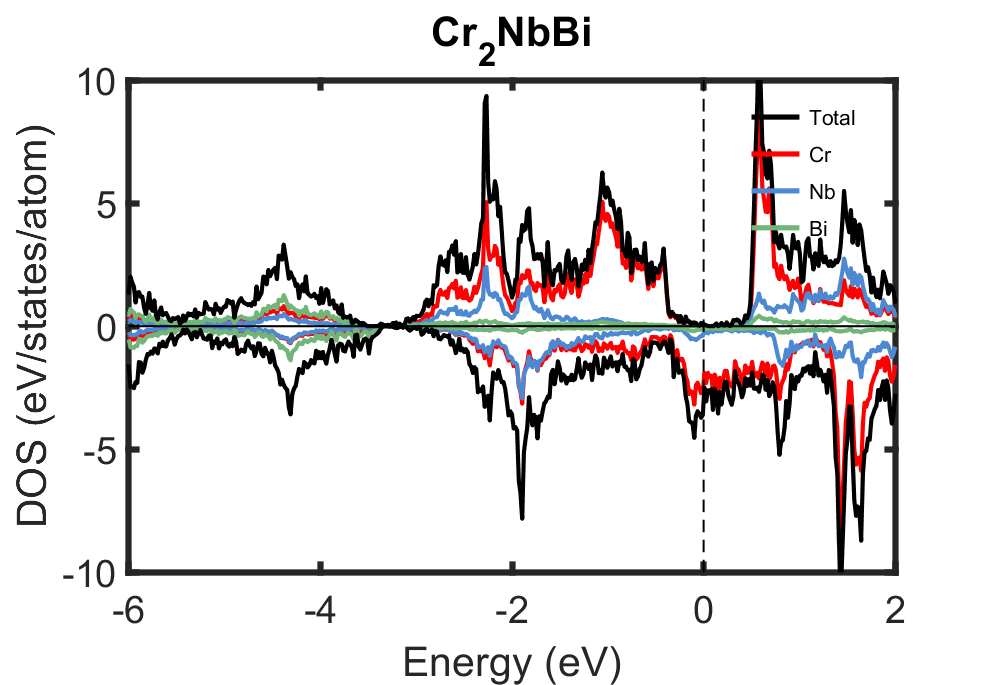 Cr2NbBi
10
5
0
-5
-10
DOS (eV/states/atom)
Total
Cr
Nb
Bi
-6
-4
-2
0
2
Energy (eV)